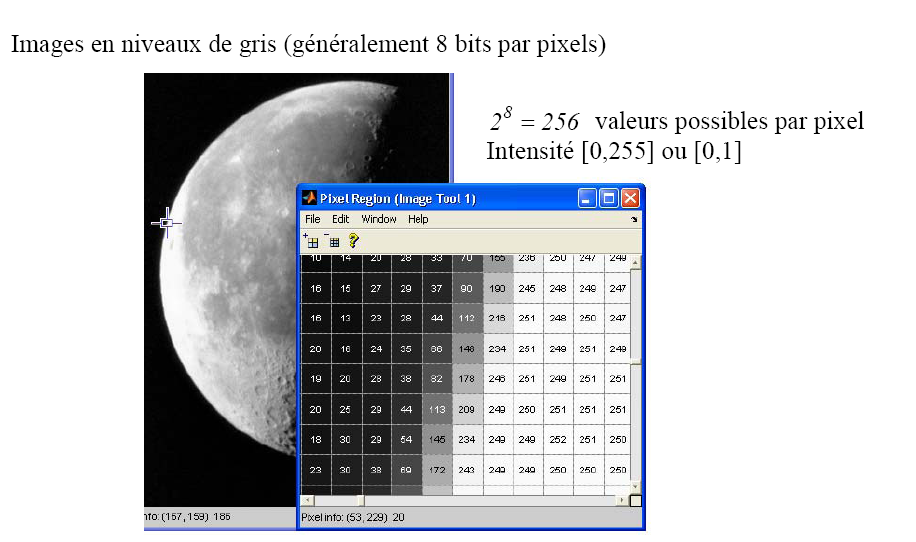 Images en niveaux de gris (généralement 8 bits par pixels)
2^8 = 256 valeurs possibles par pixel
Intensité [0,255] ou [0,1]
Pixel Region (Image Tool 1)
File Edit Window Help
10 14 20 28 33 70 155 236 250 247 249
16 15 27 29 37 90 190 245 248 249 247
16 13 23 28 44 112 216 251 248 250 247
20 16 24 35 66 146 234 251 249 251 249
19 20 28 38 82 178 246 251 249 251 251
20 25 29 44 113 209 249 250 251 251 251
18 30 29 54 145 234 249 249 252 251 250
23 30 38 69 172 243 249 249 250 250 250
nfo: (157,159) 186
Pixel info: (53, 229) 20